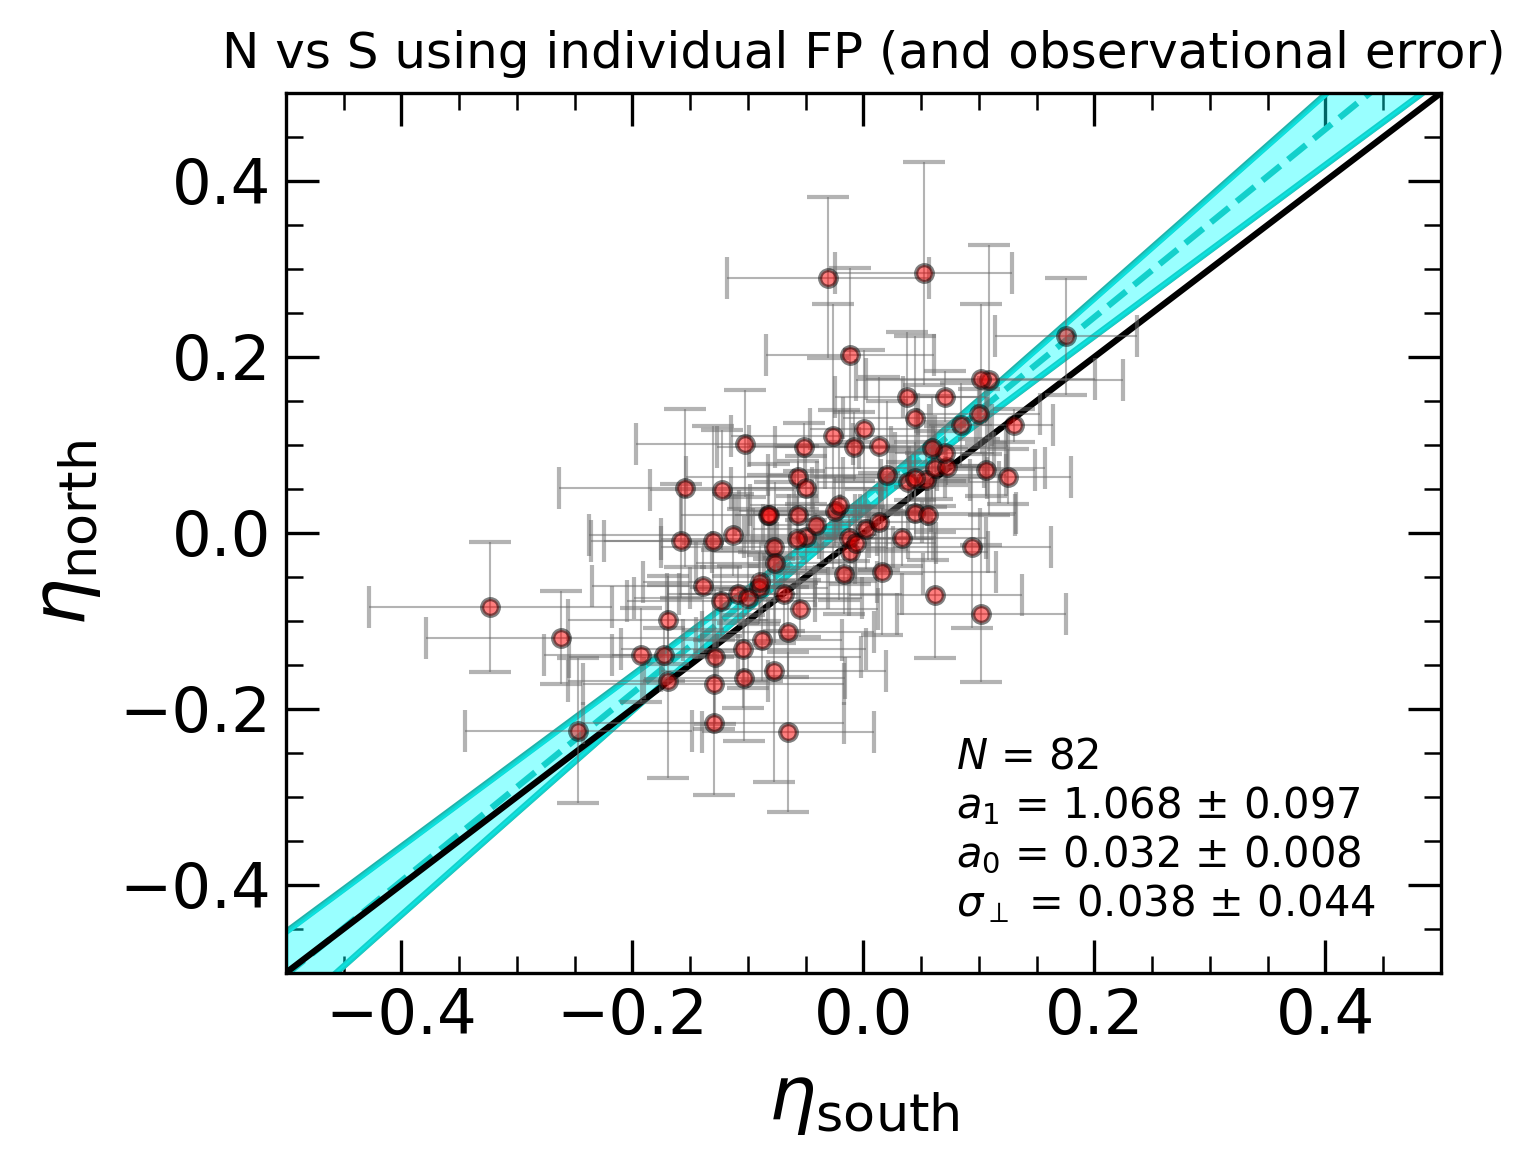 N vs S using individual FP (and observational error)
0.4
0.2
0.0
−0.2
−0.4
η_north
N = 82
a₁ = 1.068 ± 0.097
a₀ = 0.032 ± 0.008
σ_⊥ = 0.038 ± 0.044
−0.4 −0.2 0.0 0.2 0.4
η_south